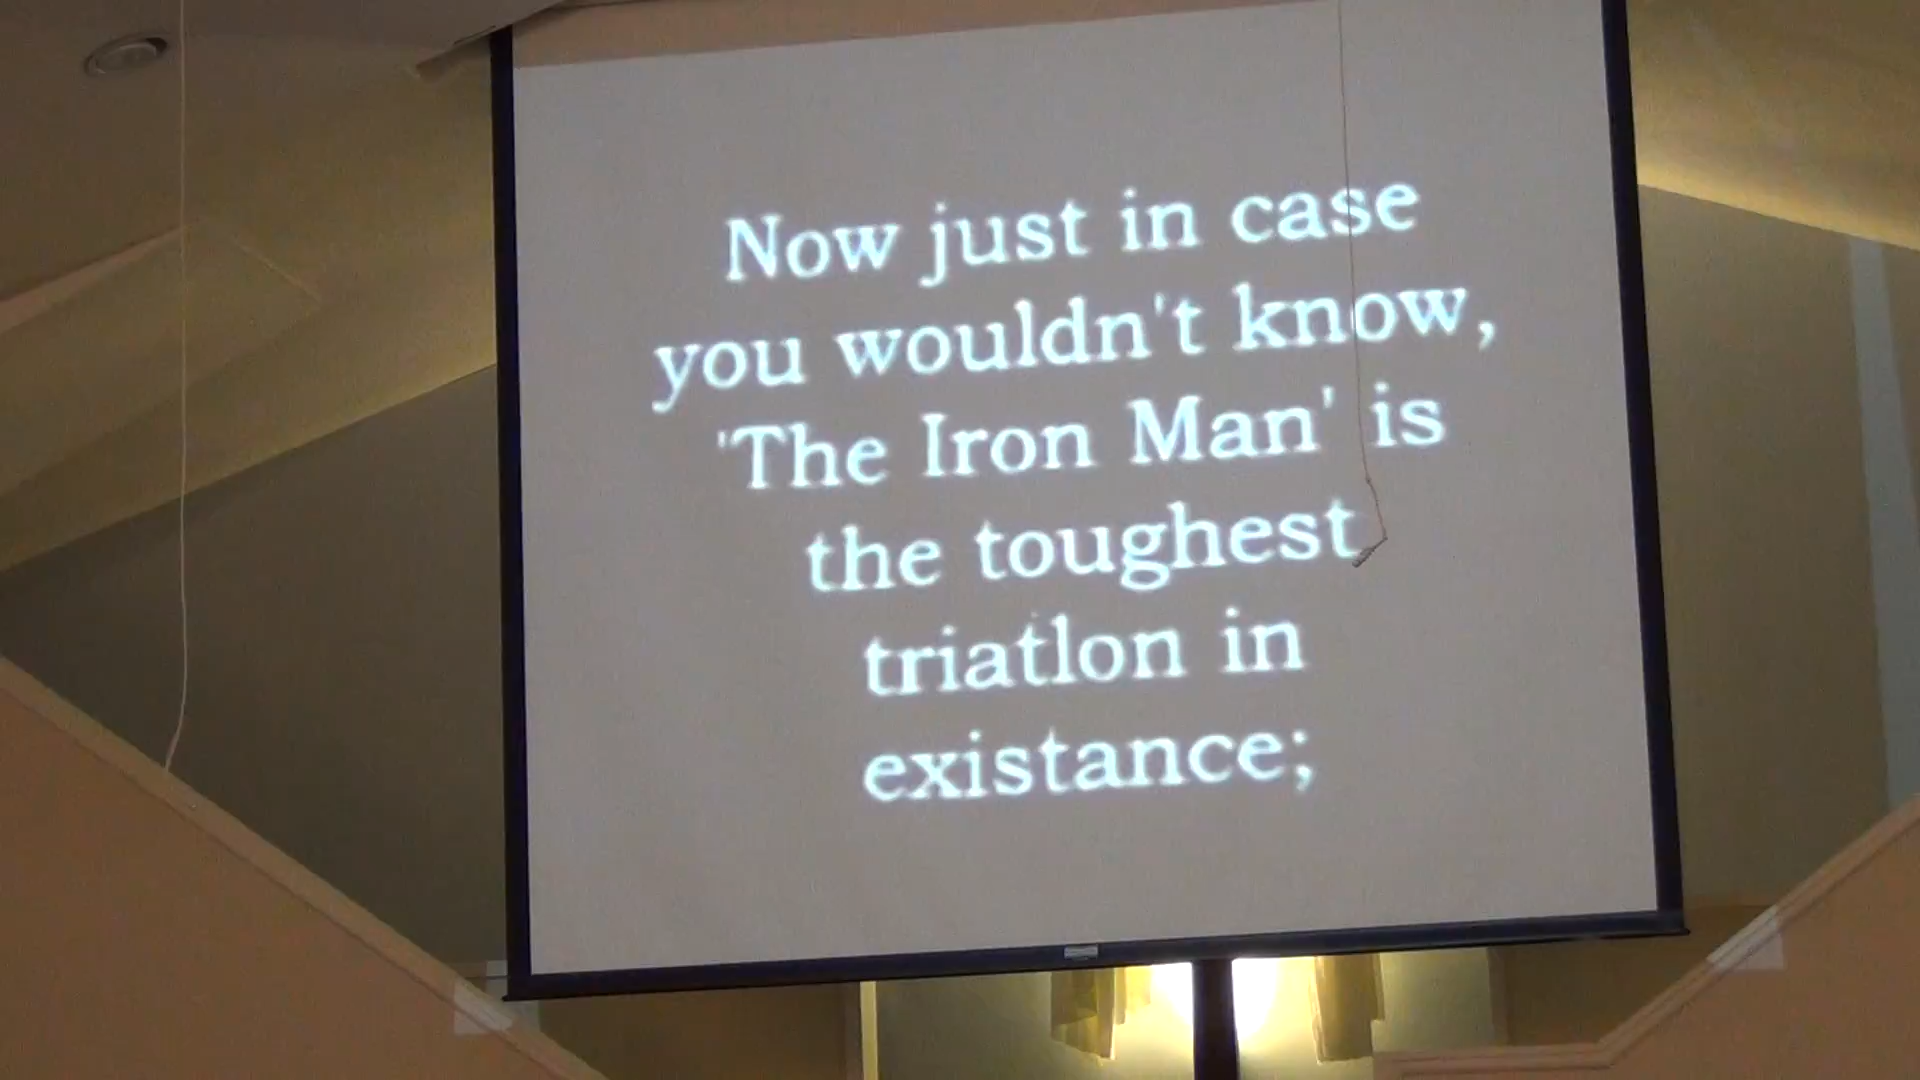 Now just in case
you wouldn't know,
'The Iron Man' is
the toughest
triatlon in
existance;